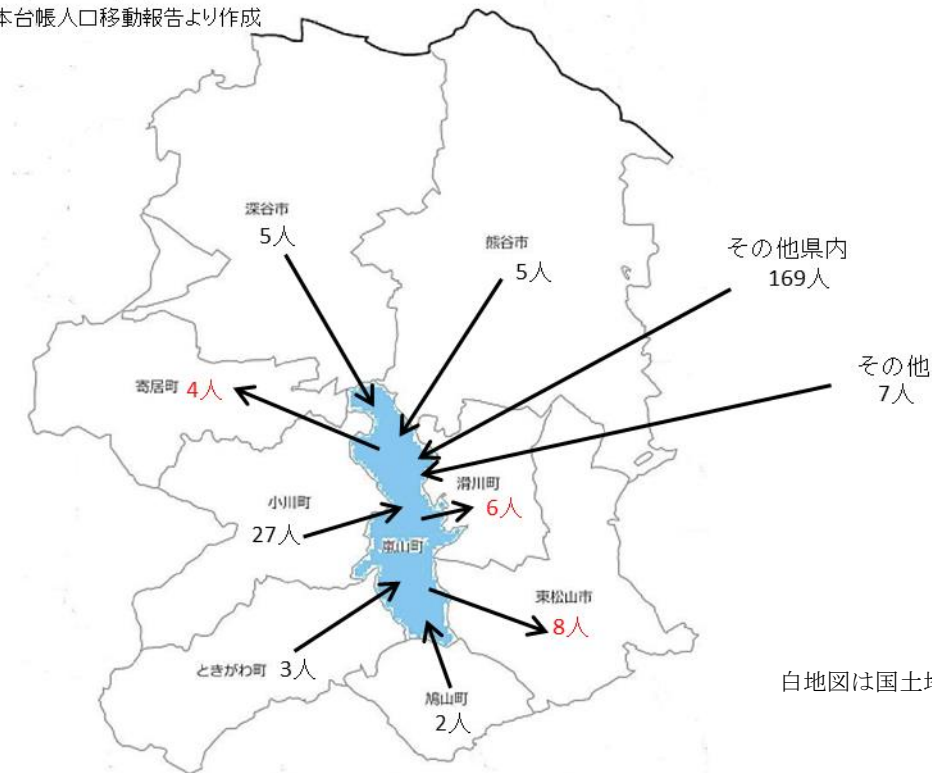 本台帳人口移動報告より作成
深谷市
5人
熊谷市
5人
その他県内
169人
その他
7人
寄居町 4人
滑川町
6人
小川町
27人
嵐山町
東松山市
8人
ときがわ町 3人
鳩山町
2人
白地図は国土地